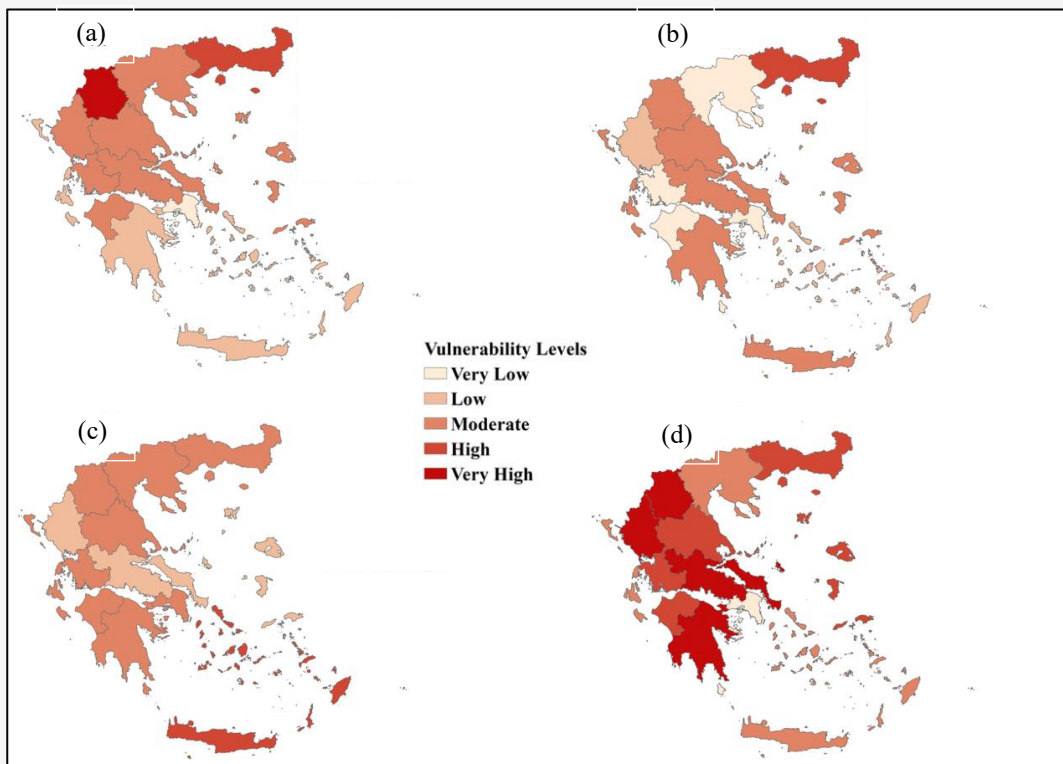 (a)
(b)
Vulnerability Levels
Very Low
Low
Moderate
High
Very High
(c)
(d)